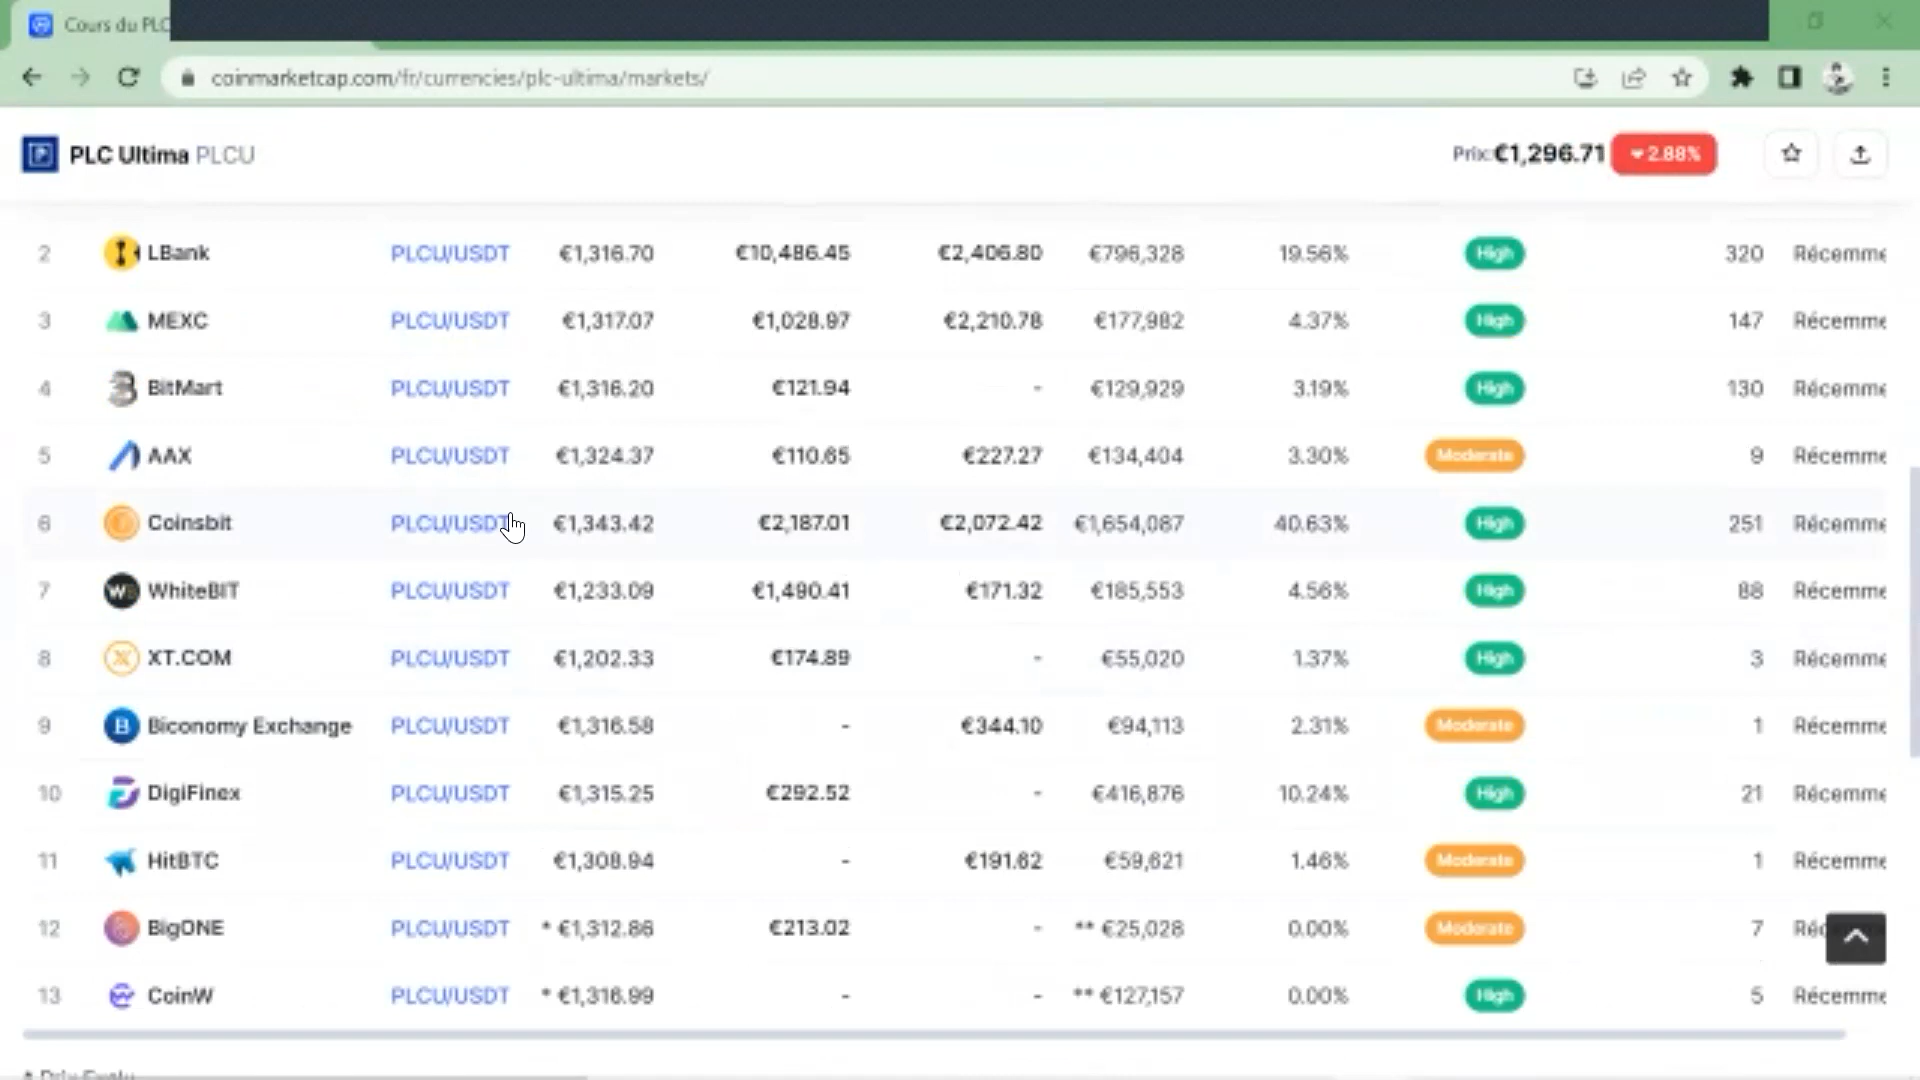 Cours du PLC
coinmarketcap.com/fr/currencies/plc-ultima/markets/
PLC Ultima PLCU Prix: €1,296.71 2.88%
2 LBank PLCU/USDT €1,316.70 €10,486.45 €2,406.80 €796,328 19.56% High 320 Récemme
3 MEXC PLCU/USDT €1,317.07 €1,028.97 €2,210.78 €177,982 4.37% High 147 Récemme
4 BitMart PLCU/USDT €1,316.20 €121.94 - €129,929 3.19% High 130 Récemme
5 AAX PLCU/USDT €1,324.37 €110.65 €227.27 €134,404 3.30% Moderate 9 Récemme
6 Coinsbit PLCU/USDT €1,343.42 €2,187.01 €2,072.42 €1,654,087 40.63% High 251 Récemme
7 WhiteBIT PLCU/USDT €1,233.09 €1,490.41 €171.32 €185,553 4.56% High 88 Récemme
8 XT.COM PLCU/USDT €1,202.33 €174.89 - €55,020 1.37% High 3 Récemme
9 Biconomy Exchange PLCU/USDT €1,316.58 - €344.10 €94,113 2.31% Moderate 1 Récemme
10 DigiFinex PLCU/USDT €1,315.25 €292.52 - €416,876 10.24% High 21 Récemme
11 HitBTC PLCU/USDT €1,308.94 - €191.62 €59,621 1.46% Moderate 1 Récemme
12 BigONE PLCU/USDT * €1,312.86 €213.02 - ** €25,028 0.00% Moderate 7 Réc
13 CoinW PLCU/USDT * €1,316.99 - - ** €127,157 0.00% High 5 Récemme
* Prix Exclu